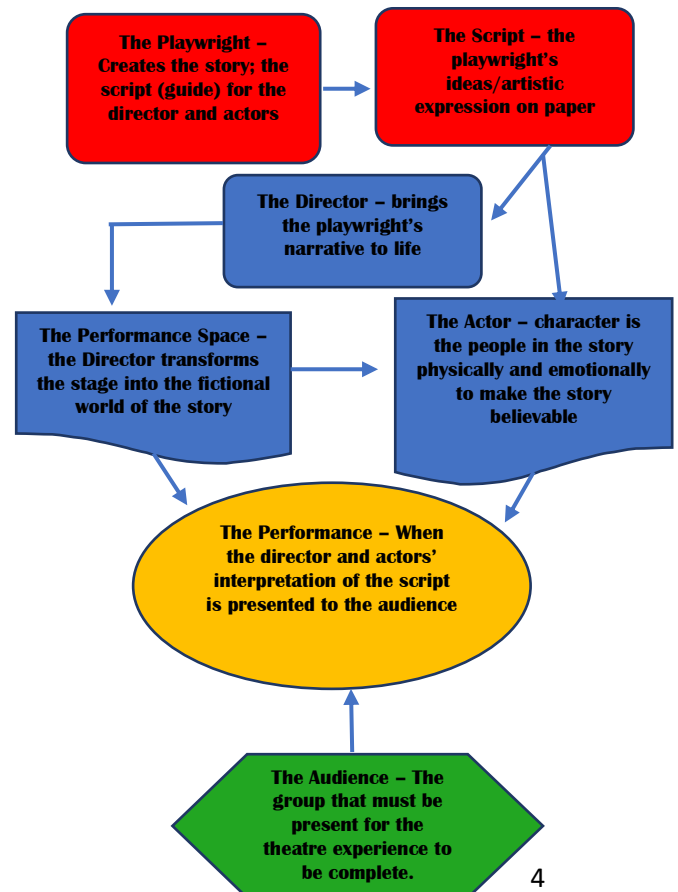 The Playwright –
Creates the story; the
script (guide) for the
director and actors
The Script – the
playwright's
ideas/artistic
expression on paper
The Director – brings
the playwright's
narrative to life
The Performance Space –
the Director transforms
the stage into the fictional
world of the story
The Actor – character is
the people in the story
physically and emotionally
to make the story
believable
The Performance – When
the director and actors'
interpretation of the script
is presented to the audience
The Audience – The
group that must be
present for the
theatre experience to
be complete.
4